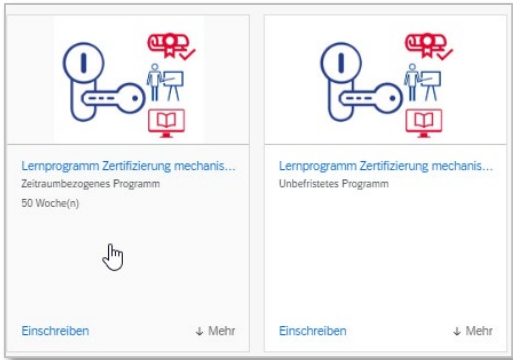 Lernprogramm Zertifizierung mechanis...
Zeitraumbezogenes Programm
50 Woche(n)
Einschreiben
↓ Mehr
Lernprogramm Zertifizierung mechanis...
Unbefristetes Programm
Einschreiben
↓ Mehr